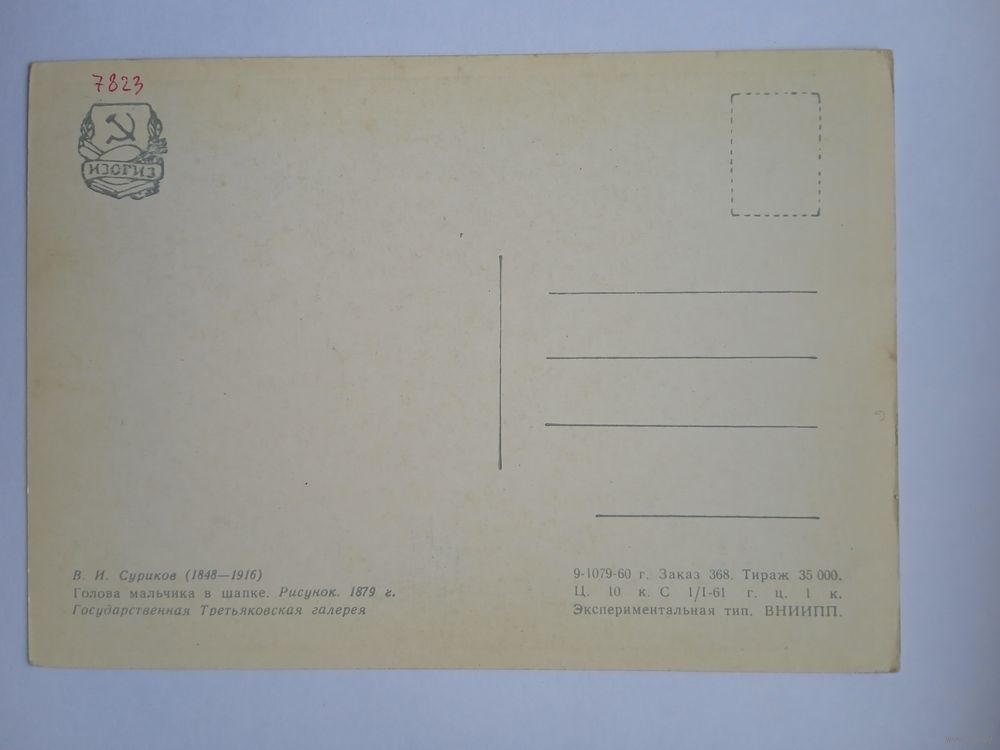 7823
ИЗОГИЗ
В. И. Суриков (1848—1916)
Голова мальчика в шапке. Рисунок. 1879 г.
Государственная Третьяковская галерея
9-1079-60 г. Заказ 368. Тираж 35 000.
Ц. 10 к. С 1/I-61 г. ц. 1 к.
Экспериментальная тип. ВНИИПП.